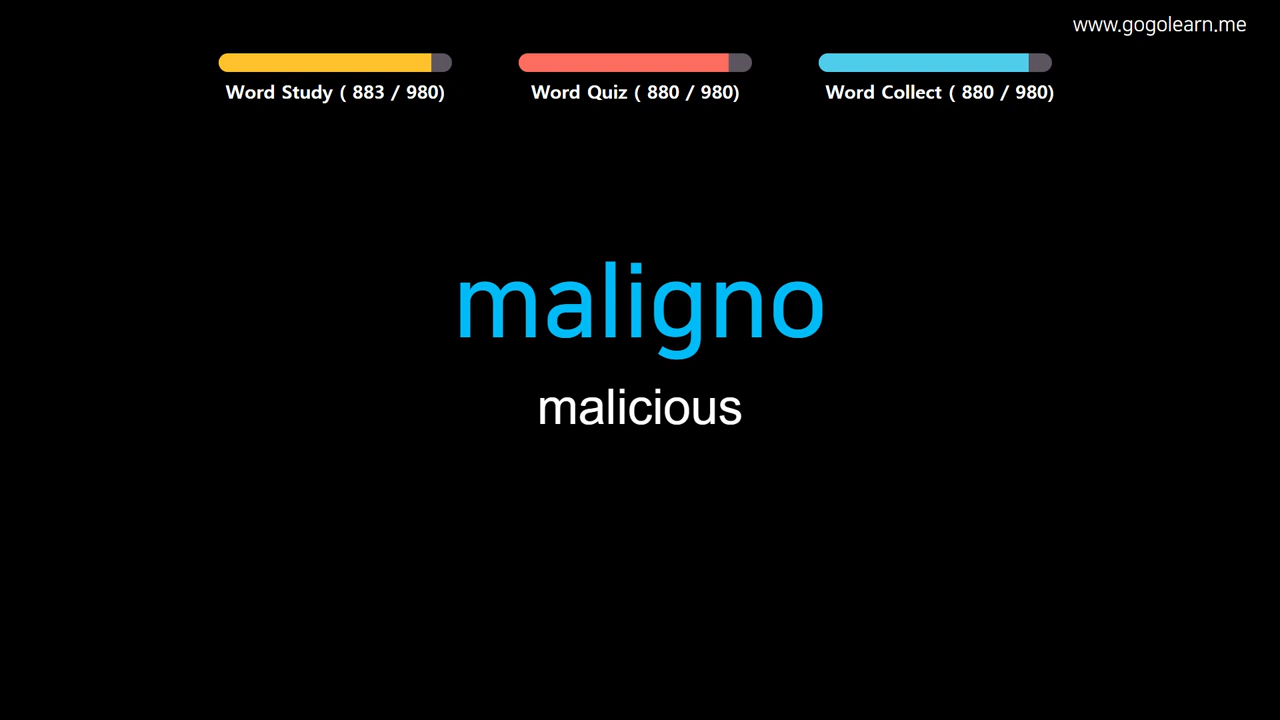 www.gogolearn.me
Word Study ( 883 / 980)
Word Quiz ( 880 / 980)
Word Collect ( 880 / 980)
maligno
malicious